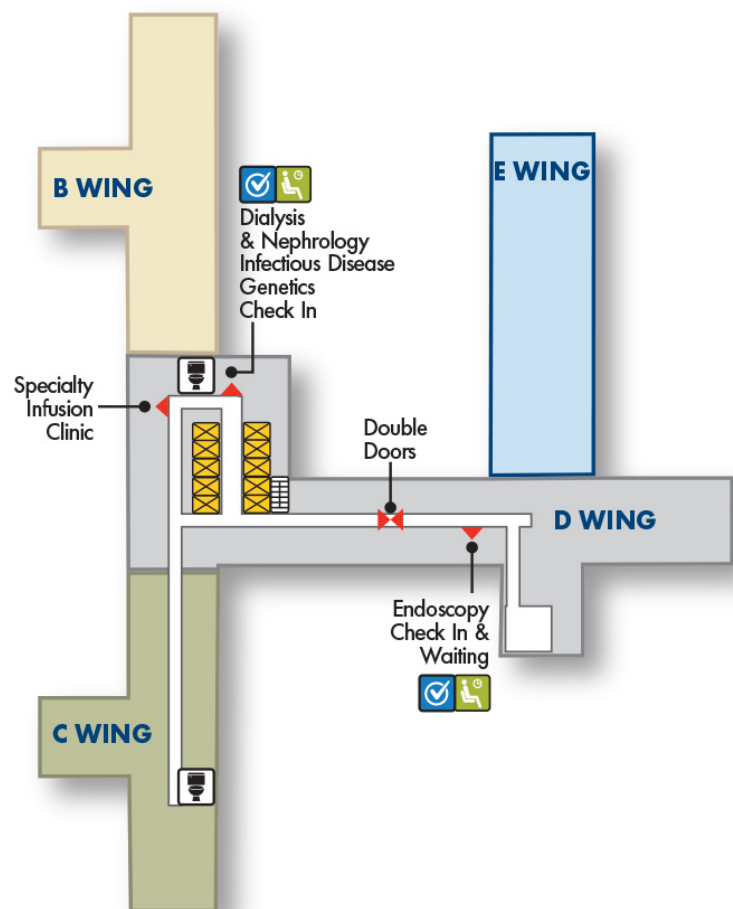 B WING
E WING
Dialysis
& Nephrology
Infectious Disease
Genetics
Check In
Specialty
Infusion
Clinic
Double
Doors
D WING
Endoscopy
Check In &
Waiting
C WING